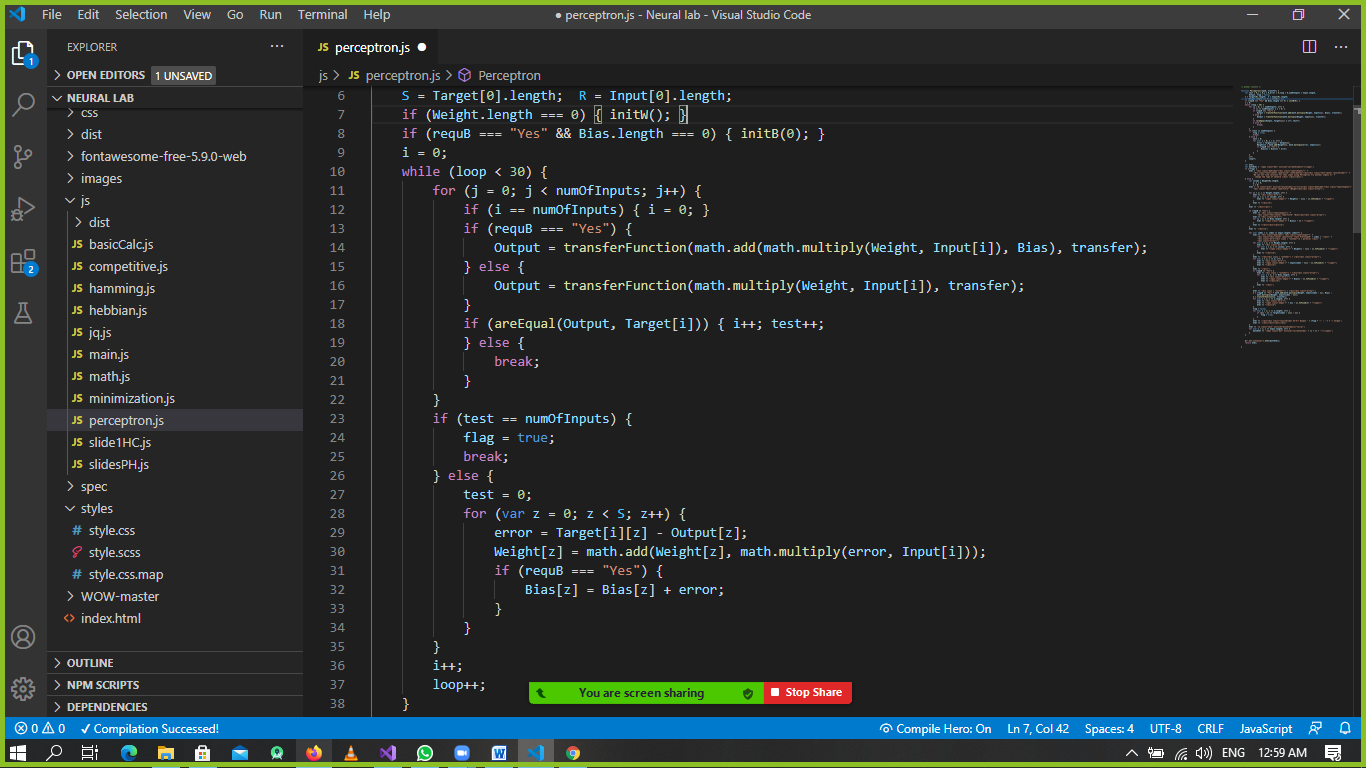 File Edit Selection View Go Run Terminal Help
● perceptron.js - Neural lab - Visual Studio Code
EXPLORER
OPEN EDITORS 1 UNSAVED
NEURAL LAB
css
dist
fontawesome-free-5.9.0-web
images
js
dist
JS basicCalc.js
JS competitive.js
JS hamming.js
JS hebbian.js
JS jq.js
JS main.js
JS math.js
JS minimization.js
JS perceptron.js
JS slide1HC.js
JS slidesPH.js
spec
styles
# style.css
style.scss
# style.css.map
WOW-master
<> index.html
OUTLINE
NPM SCRIPTS
DEPENDENCIES
1
2
JS perceptron.js ●
js > JS perceptron.js > Perceptron
6 S = Target[0].length; R = Input[0].length;
7 if (Weight.length === 0) { initW(); }
8 if (requB === "Yes" && Bias.length === 0) { initB(0); }
9 i = 0;
10 while (loop < 30) {
11 for (j = 0; j < numOfInputs; j++) {
12 if (i == numOfInputs) { i = 0; }
13 if (requB === "Yes") {
14 Output = transferFunction(math.add(math.multiply(Weight, Input[i]), Bias), transfer);
15 } else {
16 Output = transferFunction(math.multiply(Weight, Input[i]), transfer);
17 }
18 if (areEqual(Output, Target[i])) { i++; test++;
19 } else {
20 break;
21 }
22 }
23 if (test == numOfInputs) {
24 flag = true;
25 break;
26 } else {
27 test = 0;
28 for (var z = 0; z < S; z++) {
29 error = Target[i][z] - Output[z];
30 Weight[z] = math.add(Weight[z], math.multiply(error, Input[i]));
31 if (requB === "Yes") {
32 Bias[z] = Bias[z] + error;
33 }
34 }
35 }
36 i++;
37 loop++;
38 }
You are screen sharing Stop Share
0 0 ✓ Compilation Successed! Compile Hero: On Ln 7, Col 42 Spaces: 4 UTF-8 CRLF JavaScript
ENG 12:59 AM